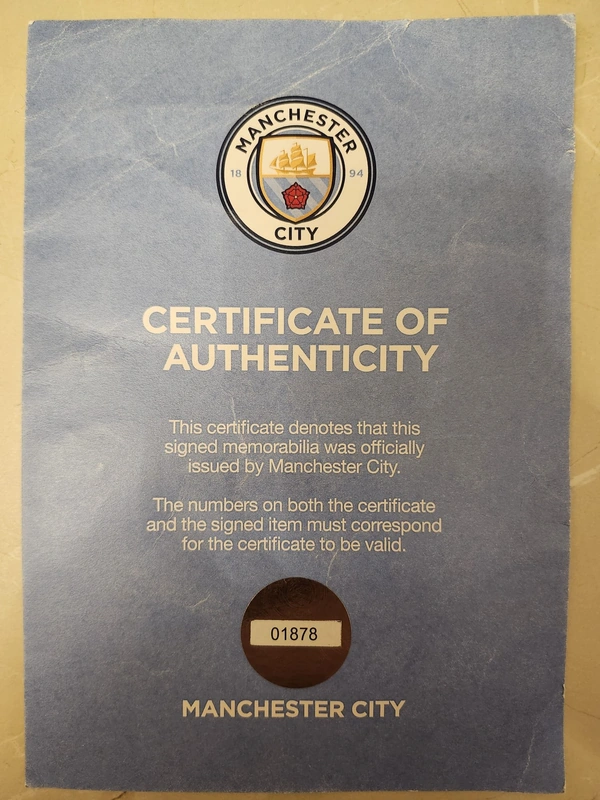 MANCHESTER
18 94
CITY
CERTIFICATE OF
AUTHENTICITY
This certificate denotes that this
signed memorabilia was officially
issued by Manchester City.
The numbers on both the certificate
and the signed item must correspond
for the certificate to be valid.
01878
MANCHESTER CITY